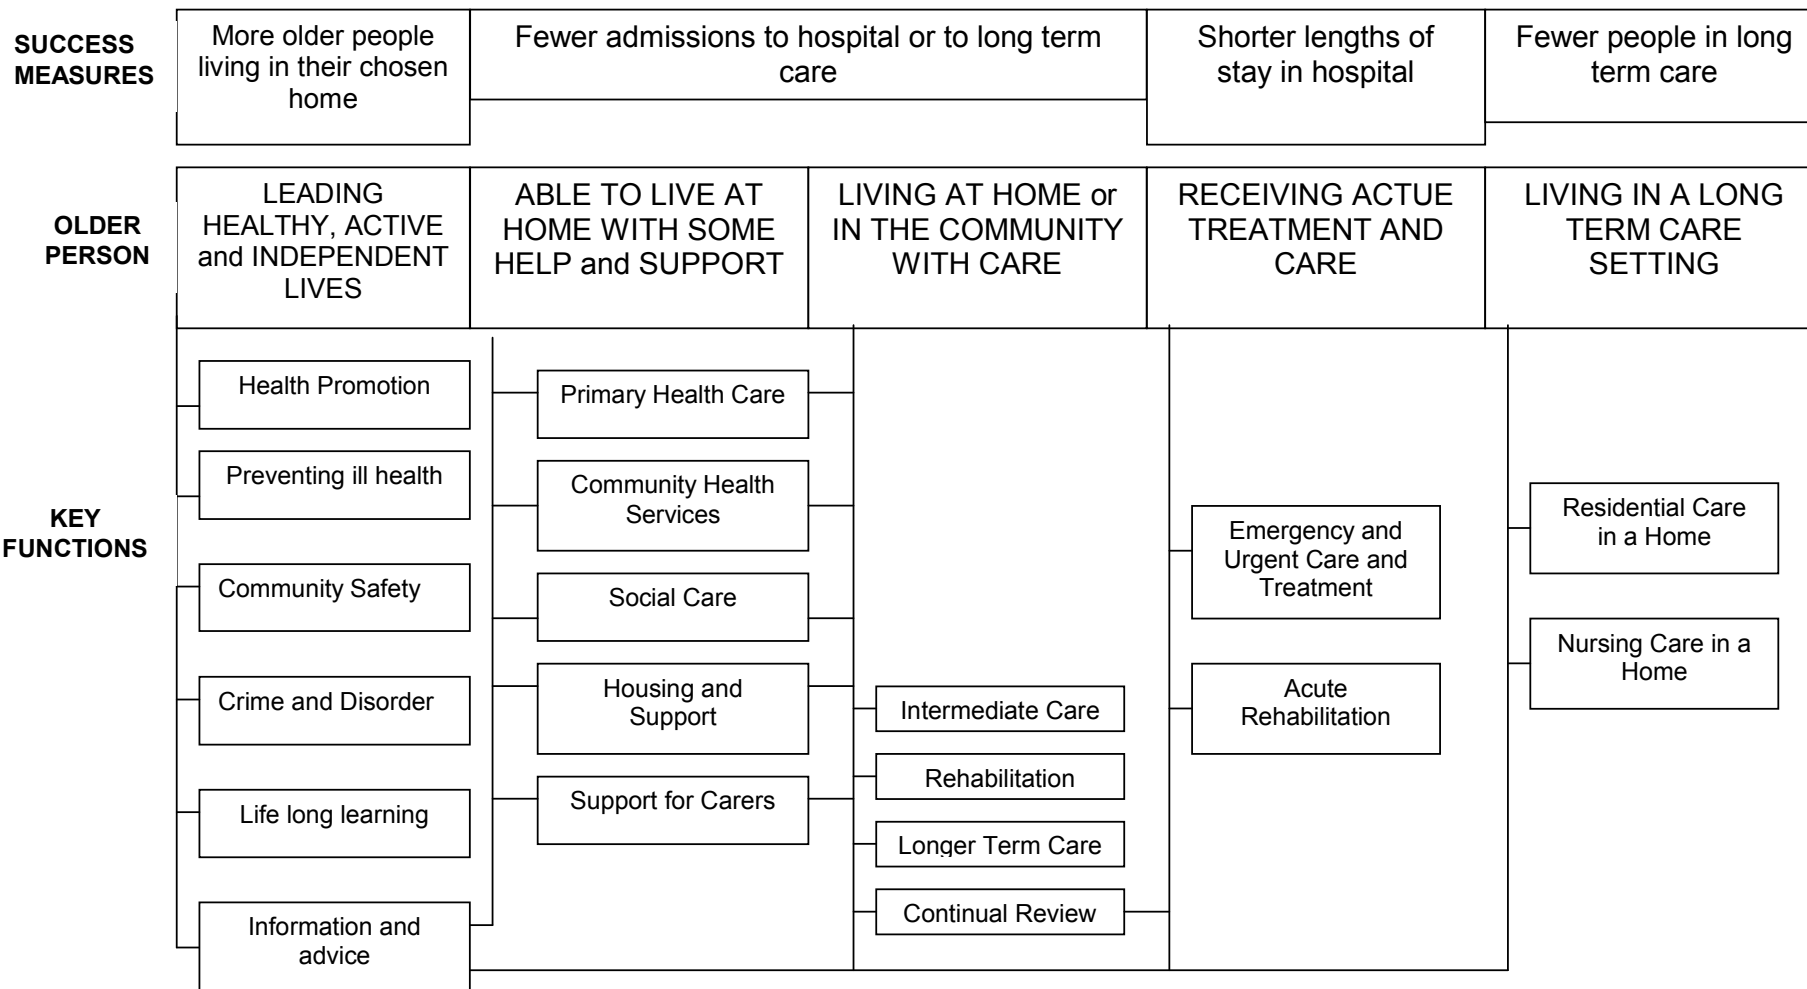 SUCCESS
MEASURES
More older people
living in their chosen
home
Fewer admissions to hospital or to long term
care
Shorter lengths of
stay in hospital
Fewer people in long
term care
OLDER
PERSON
LEADING
HEALTHY, ACTIVE
and INDEPENDENT
LIVES
ABLE TO LIVE AT
HOME WITH SOME
HELP and SUPPORT
LIVING AT HOME or
IN THE COMMUNITY
WITH CARE
RECEIVING ACTUE
TREATMENT AND
CARE
LIVING IN A LONG
TERM CARE
SETTING
KEY
FUNCTIONS
Health Promotion
Preventing ill health
Community Safety
Crime and Disorder
Life long learning
Information and
advice
Primary Health Care
Community Health
Services
Social Care
Housing and
Support
Support for Carers
Intermediate Care
Rehabilitation
Longer Term Care
Continual Review
Emergency and
Urgent Care and
Treatment
Acute
Rehabilitation
Residential Care
in a Home
Nursing Care in a
Home